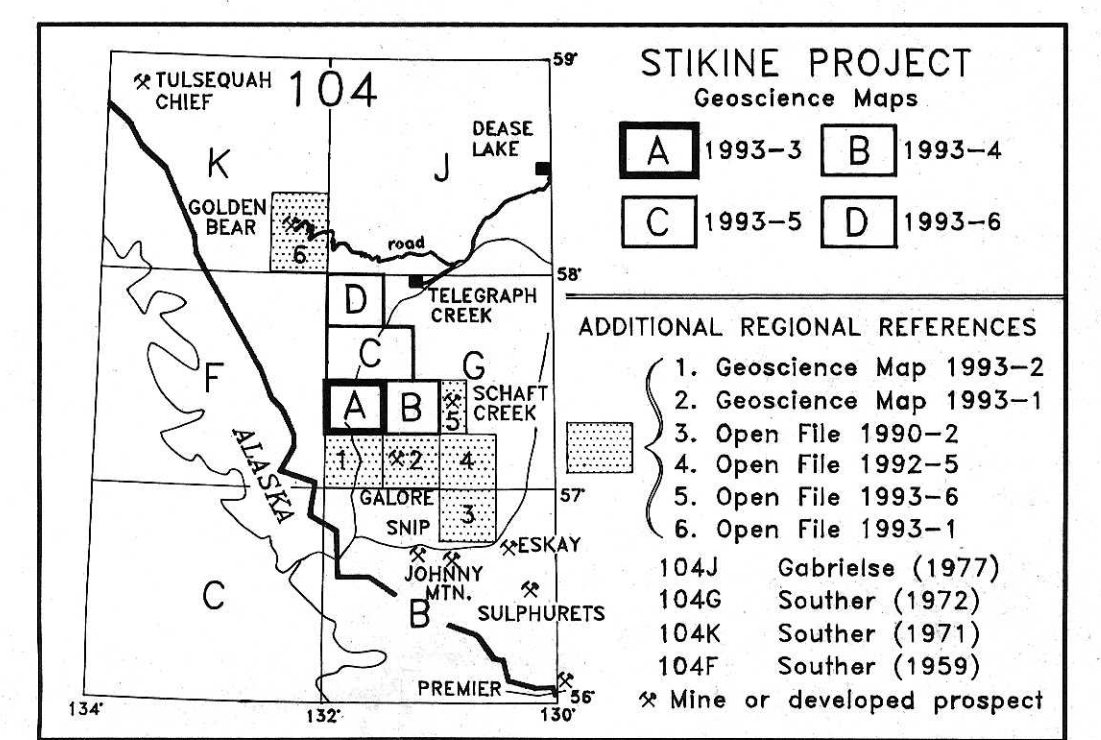 59°
TULSEQUAH
CHIEF
104
DEASE
LAKE
K
J
GOLDEN
BEAR
6
road
58°
TELEGRAPH
CREEK
D
C
F
G
A
B
5
SCHAFT
CREEK
ALASKA
1
2
4
57°
GALORE
3
SNIP
ESKAY
JOHNNY
MTN.
C
B
SULPHURETS
PREMIER
56°
134°
132°
130°
STIKINE PROJECT
Geoscience Maps
A 1993-3 B 1993-4
C 1993-5 D 1993-6
ADDITIONAL REGIONAL REFERENCES
1. Geoscience Map 1993-2
2. Geoscience Map 1993-1
3. Open File 1990-2
4. Open File 1992-5
5. Open File 1993-6
6. Open File 1993-1
104J Gabrielse (1977)
104G Souther (1972)
104K Souther (1971)
104F Souther (1959)
Mine or developed prospect